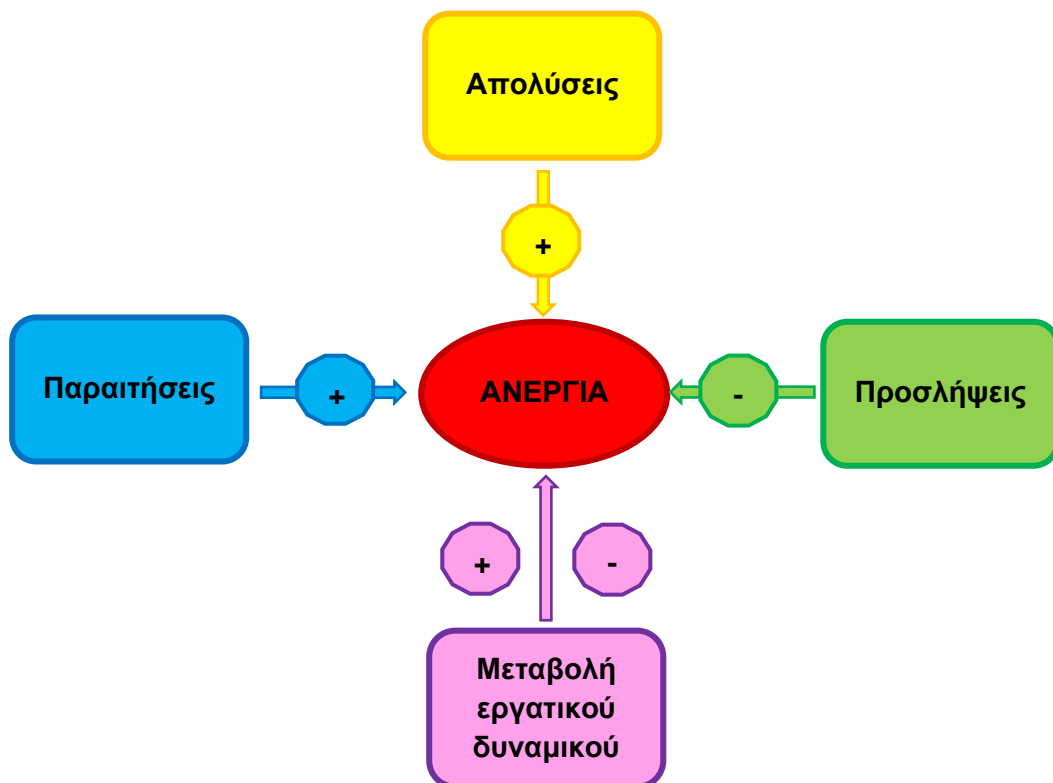 Απολύσεις
+
Παραιτήσεις
+
ΑΝΕΡΓΙΑ
-
Προσλήψεις
+
-
Μεταβολή
εργατικού
δυναμικού